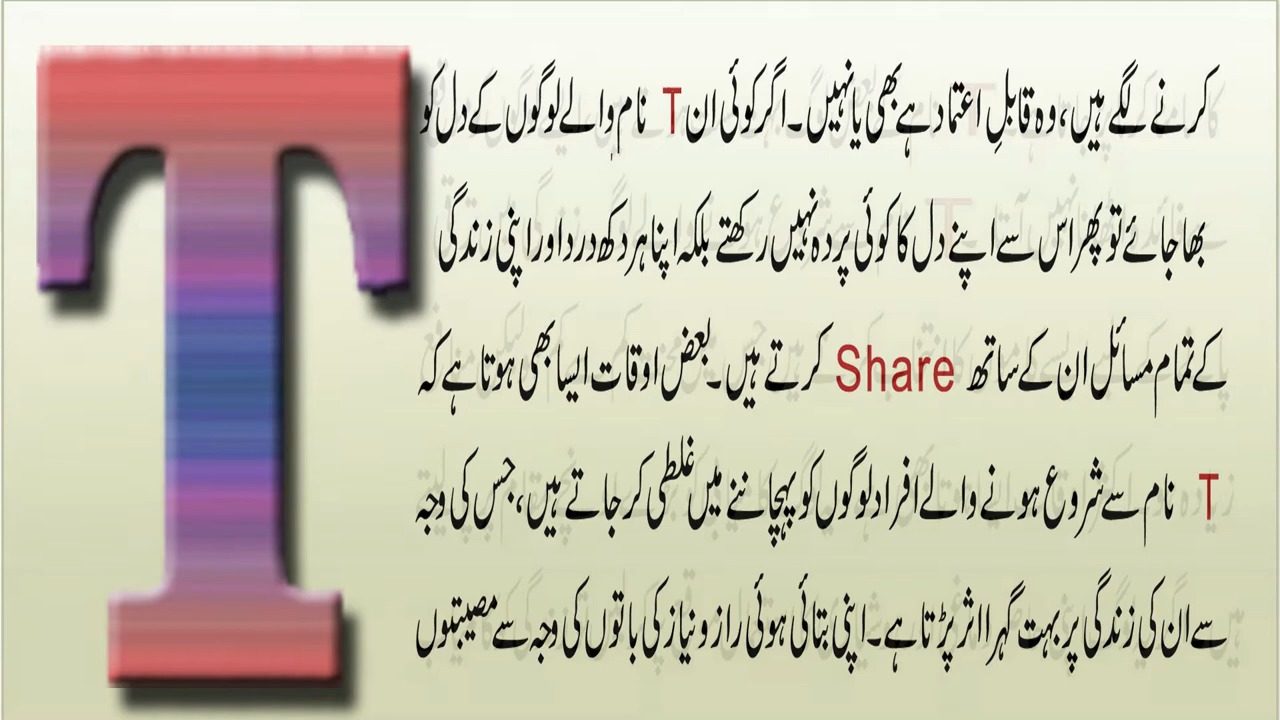 T
کرنے لگے ہیں، وہ قابلِ اعتماد ہے بھی یا نہیں۔ اگر کوئی ان T نام والے لوگوں کے دل کو
بھا جائے تو پھر اس سے اپنے دل کا کوئی پردہ نہیں رکھتے بلکہ اپنا ہر دکھ درد اور اپنی زندگی
کے تمام مسائل ان کے ساتھ Share کرتے ہیں۔ بعض اوقات ایسا بھی ہوتا ہے کہ
T نام سے شروع ہونے والے افراد لوگوں کو پہچاننے میں غلطی کر جاتے ہیں، جس کی وجہ
سے ان کی زندگی پر بہت گہرا اثر پڑتا ہے۔ اپنی بتائی ہوئی راز و نیاز کی باتوں کی وجہ سے مصیبتوں